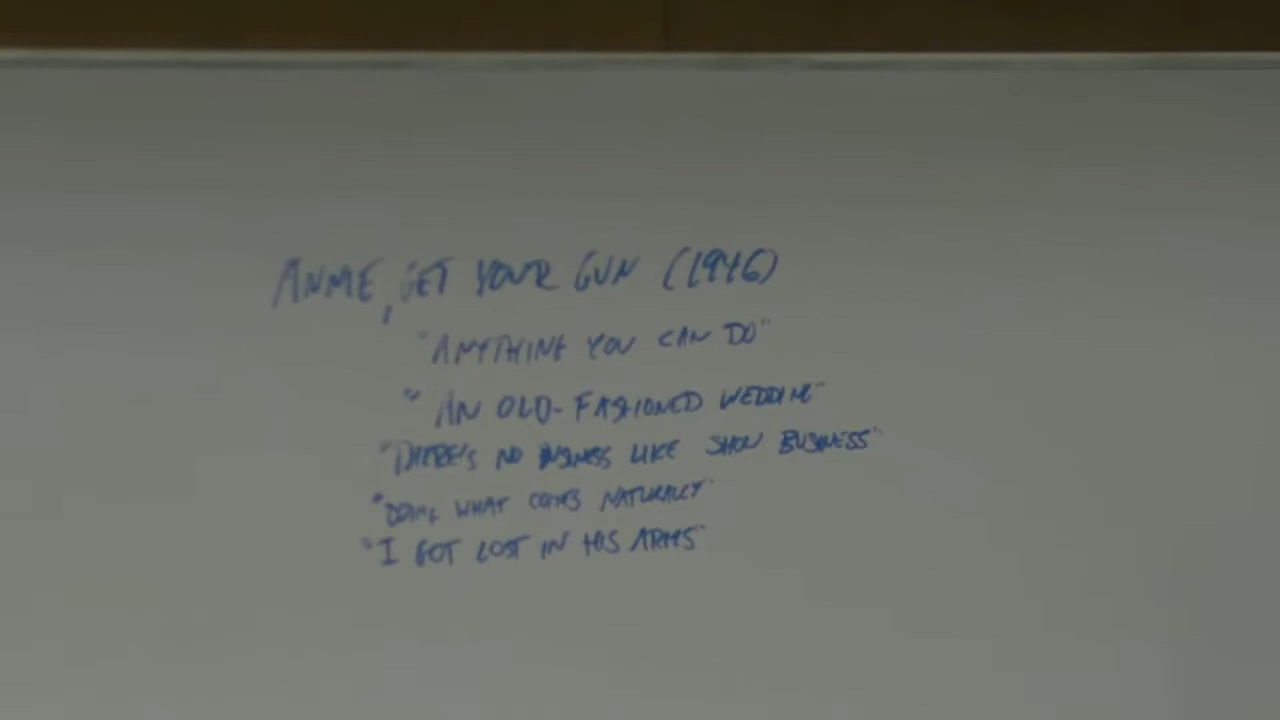 ANNIE, GET YOUR GUN (1946)
"ANYTHING YOU CAN DO"
"AN OLD-FASHIONED WEDDING"
"THERE'S NO BUSINESS LIKE SHOW BUSINESS"
"DOING WHAT COMES NATURALLY"
"I GOT LOST IN HIS ARMS"